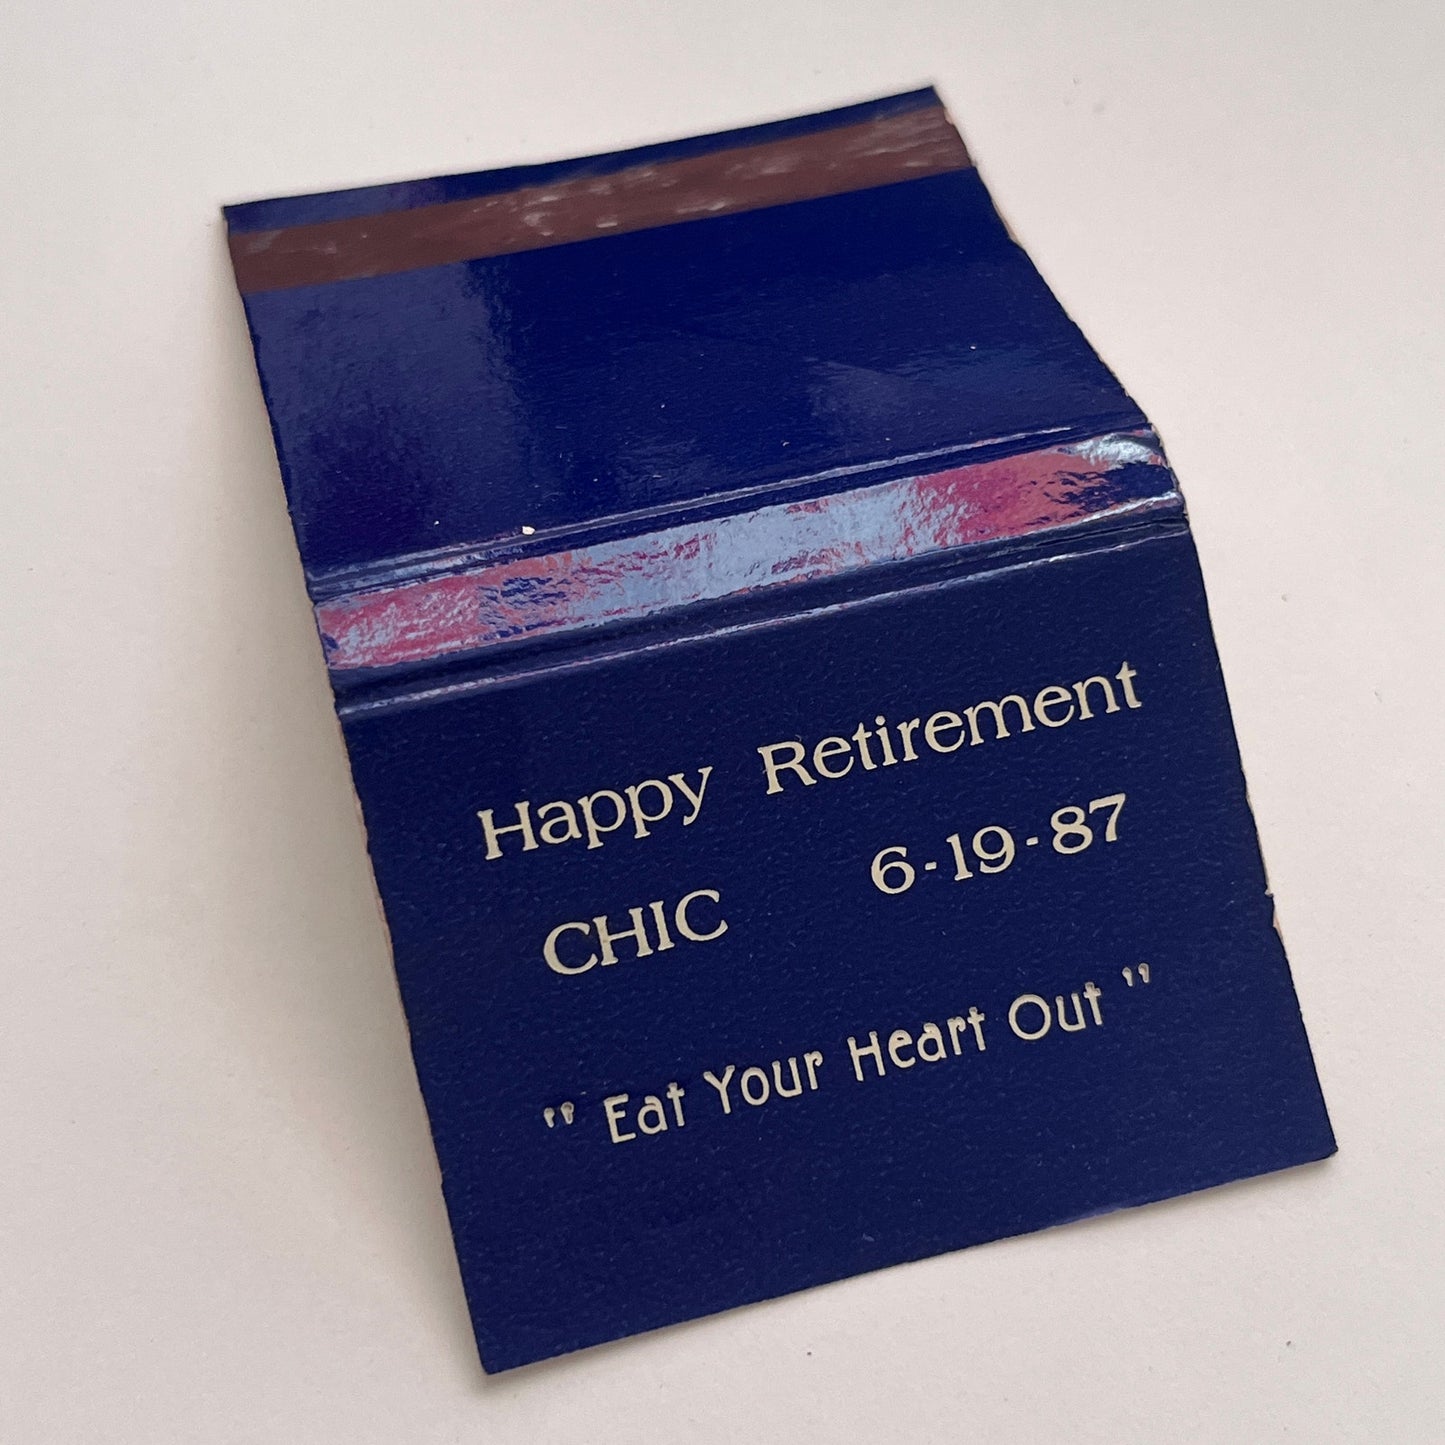 Happy Retirement
CHIC 6-19-87
" Eat Your Heart Out "